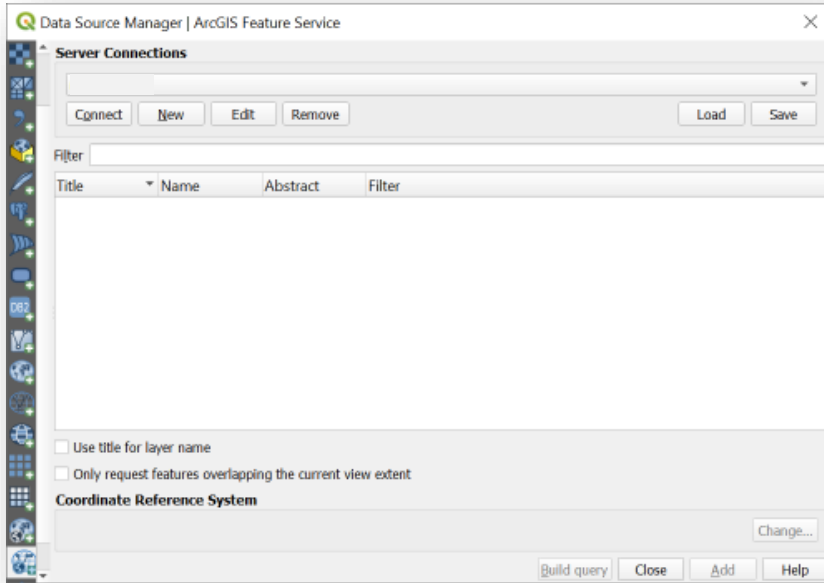 Data Source Manager | ArcGIS Feature Service
Server Connections
Connect New Edit Remove Load Save
Filter
Title Name Abstract Filter
DB2
Use title for layer name
Only request features overlapping the current view extent
Coordinate Reference System
Change...
Build query Close Add Help